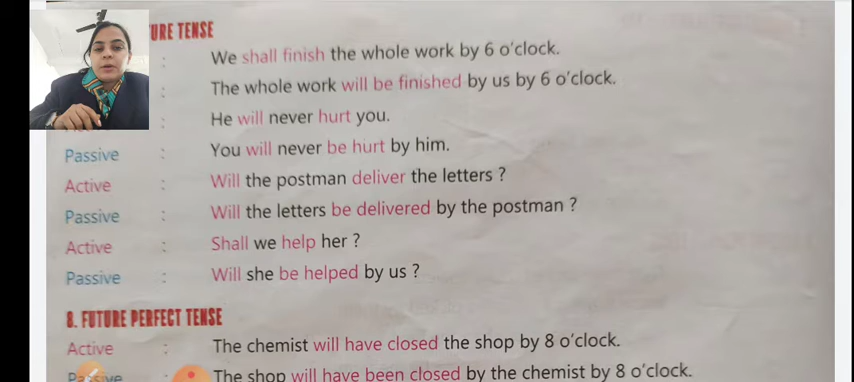 URE TENSE
: We shall finish the whole work by 6 o'clock.
: The whole work will be finished by us by 6 o'clock.
: He will never hurt you.
Passive : You will never be hurt by him.
Active : Will the postman deliver the letters ?
Passive : Will the letters be delivered by the postman ?
Active : Shall we help her ?
Passive : Will she be helped by us ?
8. FUTURE PERFECT TENSE
Active : The chemist will have closed the shop by 8 o'clock.
Passive The shop will have been closed by the chemist by 8 o'clock.